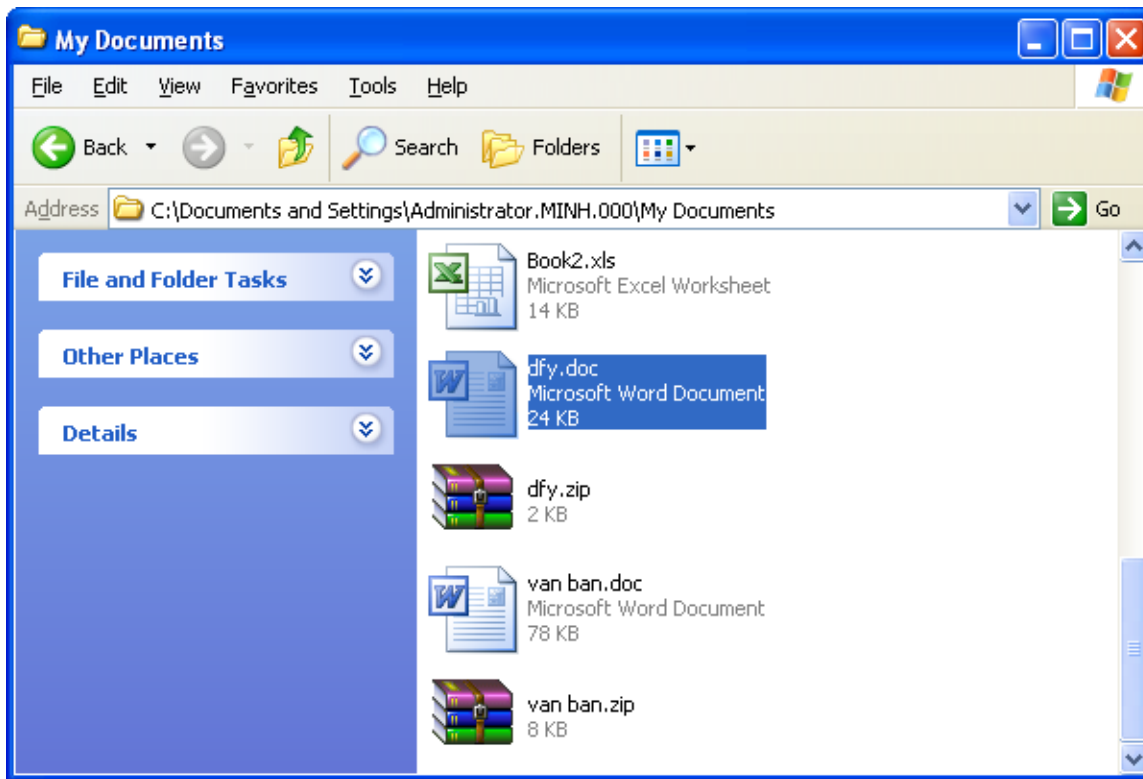 My Documents
File Edit View Favorites Tools Help
Back Search Folders
Address C:\Documents and Settings\Administrator.MINH.000\My Documents Go
File and Folder Tasks
Other Places
Details
Book2.xls
Microsoft Excel Worksheet
14 KB
dfy.doc
Microsoft Word Document
24 KB
dfy.zip
2 KB
van ban.doc
Microsoft Word Document
78 KB
van ban.zip
8 KB